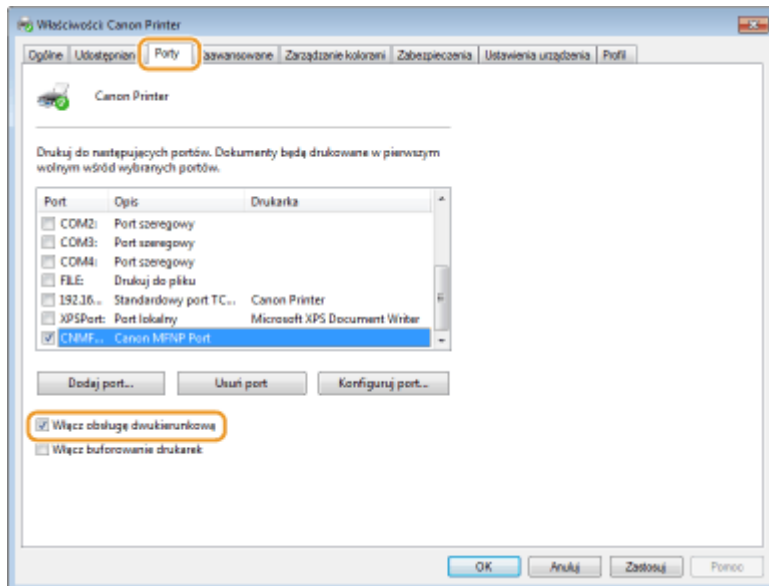 Właściwości: Canon Printer
Ogólne Udostępnian Porty aawansowane Zarządzanie kolorami Zabezpieczenia Ustawienia urządzenia Profil
Canon Printer
Drukuj do następujących portów. Dokumenty będą drukowane w pierwszym
wolnym wśród wybranych portów.
Port Opis Drukarka
COM2: Port szeregowy
COM3: Port szeregowy
COM4: Port szeregowy
FILE: Drukuj do pliku
192.16... Standardowy port TC... Canon Printer
XPSPort: Port lokalny Microsoft XPS Document Writer
CNMF... Canon MFNP Port
Dodaj port... Usuń port Konfiguruj port...
Włącz obsługę dwukierunkową
Włącz buforowanie drukarek
OK Anuluj Zastosuj Pomoc